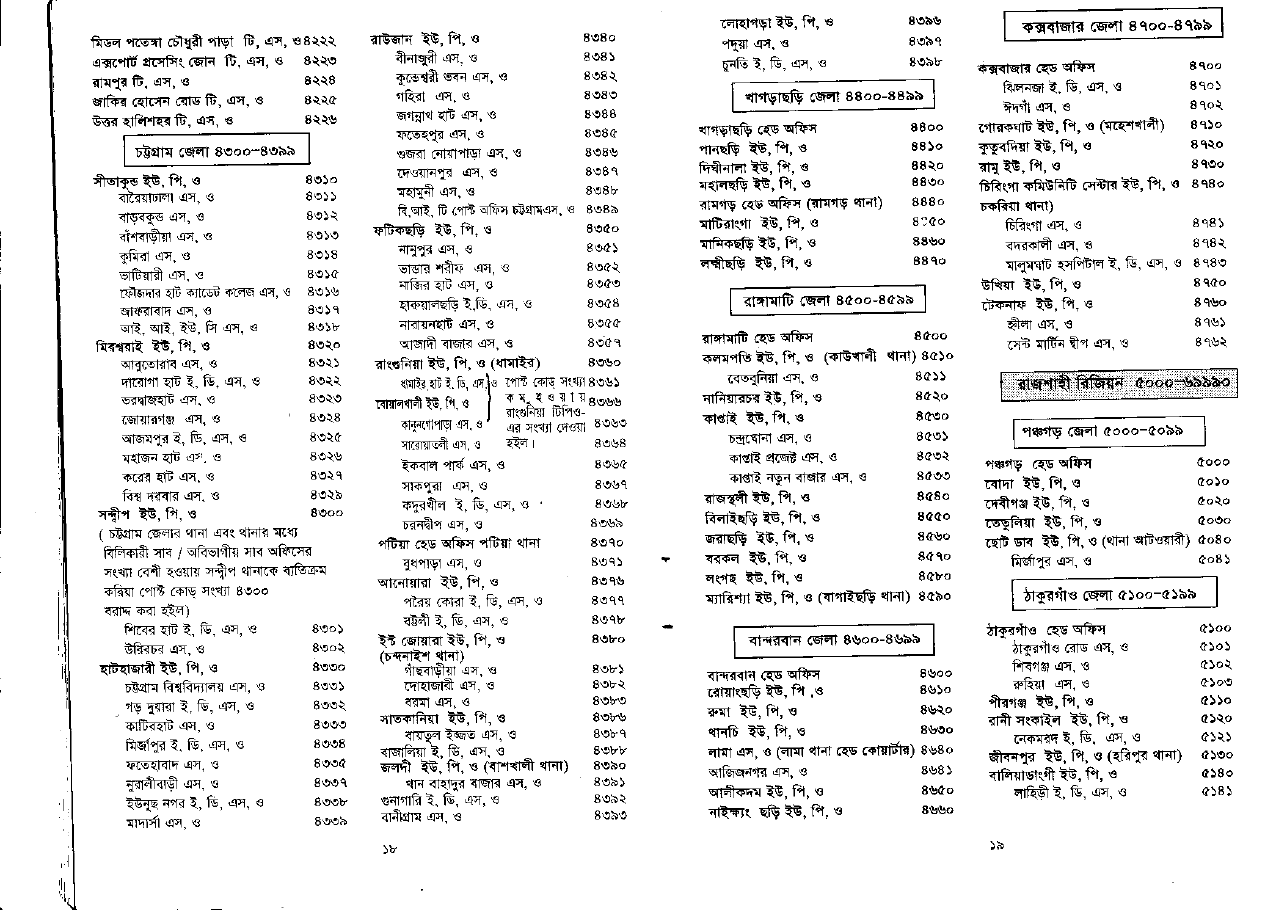 মিডল পতেঙ্গা চৌধুরী পাড়া টি, এস, ও ৪২২২
এক্সপোর্ট প্রসেসিং জোন টি, এস, ও ৪২২৩
রামপুর টি, এস, ও ৪২২৪
জাকির হোসেন রোড টি, এস, ও ৪২২৫
উত্তর হালিশহর টি, এস, ও ৪২২৬
চট্টগ্রাম জেলা ৪৩০০-৪৩৯৯
সীতাকুন্ড ইউ, পি, ও ৪৩১০
বারৈয়াঢালা এস, ও ৪৩১১
বাড়বকুন্ড এস, ও ৪৩১২
বাঁশবাড়ীয়া এস, ও ৪৩১৩
কুমিরা এস, ও ৪৩১৪
ভাটিয়ারী এস, ও ৪৩১৫
ফৌজদার হাট ক্যাডেট কলেজ এস, ও ৪৩১৬
জাফরাবাদ এস, ও ৪৩১৭
আই, আই, ইউ, সি এস, ও ৪৩১৮
মিরশ্বরাই ইউ, পি, ও ৪৩২০
আবুতোরাব এস, ও ৪৩২১
দারোগা হাট ই, ডি, এস, ও ৪৩২২
ভরদ্বাজহাট এস, ও ৪৩২৩
জোয়ারগঞ্জ এস, ও ৪৩২৪
আজমপুর ই, ডি, এস, ও ৪৩২৫
মহাজন হাট এস, ও ৪৩২৬
করের হাট এস, ও ৪৩২৭
বিশ্ব দরবার এস, ও ৪৩২৯
সন্দ্বীপ ইউ, পি, ও ৪৩০০
( চট্টগ্রাম জেলার থানা এবং থানার মধ্যে
বিলিকারী সাব / অবিভাগীয় সাব অফিসের
সংখ্যা বেশী হওয়ায় সন্দ্বীপ থানাকে ব্যতিক্রম
করিয়া পোস্ট কোড্ সংখ্যা ৪৩০০
বরাদ্দ করা হইল)
শিবের হাট ই, ডি, এস, ও ৪৩০১
উরিরচর এস, ও ৪৩০২
হাটহাজারী ইউ, পি, ও ৪৩৩০
চট্টগ্রাম বিশ্ববিদ্যালয় এস, ও ৪৩৩১
গড় দুয়ারা ই, ডি, এস, ও ৪৩৩২
কাটিরহাট এস, ও ৪৩৩৩
মির্জাপুর ই, ডি, এস, ও ৪৩৩৪
ফতেহাবাদ এস, ও ৪৩৩৫
নুরালীবাড়ী এস, ও ৪৩৩৭
ইউনুছ নগর ই, ডি, এস, ও ৪৩৩৮
মাদার্সা এস, ও ৪৩৩৯
রাউজান ইউ, পি, ও ৪৩৪০
বীনাজুরী এস, ও ৪৩৪১
কুন্ডেশ্বরী ভবন এস, ও ৪৩৪২
গহিরা এস, ও ৪৩৪৩
জগন্নাথ হাট এস, ও ৪৩৪৪
ফতেহপুর এস, ও ৪৩৪৫
গুজরা নোয়াপাড়া এস, ও ৪৩৪৬
দেওয়ানপুর এস, ও ৪৩৪৭
মহামুনী এস, ৪৩৪৮
বি,আই, টি পোস্ট অফিস চট্টগ্রামএস, ও ৪৩৪৯
ফটিকছড়ি ইউ, পি, ও ৪৩৫০
নানুপুর এস, ও ৪৩৫১
ভান্ডার শরীফ এস, ও ৪৩৫২
নাজির হাট এস, ও ৪৩৫৩
হারুয়ালছড়ি ই,ডি, এস, ও ৪৩৫৪
নারায়নহাট এস, ও ৪৩৫৫
আজাদী বাজার এস, ও ৪৩৫৭
রাংগুনিয়া ইউ, পি, ও (ধামাইর) ৪৩৬০
ধামাইর হাট ই, ডি, এস, ও পোস্ট কোড্ সংখ্যা ৪৩৬১
বোয়ালখালী ইউ, পি, ও ক ম্ হ ও য়া য় ৪৩৬৬
রাংগুনিয়া টিপিও-
কানুনগোপাড়া এস, ও এর সংখ্যা দেওয়া ৪৩৬৩
সারোয়াতলী এস, ও হইল। ৪৩৬৪
ইকবাল পার্ক এস, ও ৪৩৬৫
সাকপুরা এস, ও ৪৩৬৭
কদুরখীল ই, ডি, এস, ও ৪৩৬৮
চরনদ্বীপ এস, ও ৪৩৬৯
পটিয়া হেড অফিস পটিয়া থানা ৪৩৭০
বুধপাড়া এস, ও ৪৩৭১
আনোয়ারা ইউ, পি, ও ৪৩৭৬
পরৈয় কোরা ই, ডি, এস, ও ৪৩৭৭
বটতলী ই, ডি, এস, ও ৪৩৭৮
ইস্ট জোয়ারা ইউ, পি, ও ৪৩৮০
(চন্দনাইশ থানা)
গাঁছবাড়ীয়া এস, ও ৪৩৮১
দোহাজারী এস, ও ৪৩৮২
বরমা এস, ও ৪৩৮৩
সাতকানিয়া ইউ, পি, ও ৪৩৮৬
বায়তুল ইজ্জত এস, ও ৪৩৮৭
বাজালিয়া ই, ডি, এস, ও ৪৩৮৮
জলদী ইউ, পি, ও (বাশখালী থানা) ৪৩৯০
খান বাহাদুর বাজার এস, ও ৪৩৯১
গুনাগারি ই, ডি, এস, ও ৪৩৯২
বানীগ্রাম এস, ও ৪৩৯৩
১৮
লোহাগড়া ইউ, পি, ও ৪৩৯৬
পদুয়া এস, ও ৪৩৯৭
চুনতি ই, ডি, এস, ও ৪৩৯৮
খাগড়াছড়ি জেলা ৪৪০০-৪৪৯৯
খাগড়াছড়ি হেড অফিস ৪৪০০
পানছড়ি ইউ, পি, ও ৪৪১০
দিঘীনালা ইউ, পি, ও ৪৪২০
মহালছড়ি ইউ, পি, ও ৪৪৩০
রামগড় হেড অফিস (রামগড় থানা) ৪৪৪০
মাটিরাংগা ইউ, পি, ও ৪৪৫০
মানিকছড়ি ইউ, পি, ও ৪৪৬০
লক্ষ্মীছড়ি ইউ, পি, ও ৪৪৭০
রাঙ্গামাটি জেলা ৪৫০০-৪৫৯৯
রাঙ্গামাটি হেড অফিস ৪৫০০
কলমপতি ইউ, পি, ও (কাউখালী থানা) ৪৫১০
বেতবুনিয়া এস, ও ৪৫১১
নানিয়ারচর ইউ, পি, ও ৪৫২০
কাপ্তাই ইউ, পি, ও ৪৫৩০
চন্দ্রঘোনা এস, ও ৪৫৩১
কাপ্তাই প্রজেক্ট এস, ও ৪৫৩২
কাপ্তাই নতুন বাজার এস, ও ৪৫৩৩
রাজস্থলী ইউ, পি, ও ৪৫৪০
বিলাইছড়ি ইউ, পি, ও ৪৫৫০
জরাছড়ি ইউ, পি, ও ৪৫৬০
বরকল ইউ, পি, ও ৪৫৭০
লংগছ ইউ, পি, ও ৪৫৮০
ম্যারিশ্যা ইউ, পি, ও (বাগাইছড়ি থানা) ৪৫৯০
বান্দরবান জেলা ৪৬০০-৪৬৯৯
বান্দরবান হেড অফিস ৪৬০০
রোয়াংছড়ি ইউ, পি ,ও ৪৬১০
রুমা ইউ, পি, ও ৪৬২০
থানচি ইউ, পি, ও ৪৬৩০
লামা এস, ও (লামা থানা হেড কোয়ার্টার) ৪৬৪০
আজিজনগর এস, ও ৪৬৪১
আলীকদম ইউ, পি, ও ৪৬৫০
নাইক্ষ্যং ছড়ি ইউ, পি, ও ৪৬৬০
কক্সবাজার জেলা ৪৭০০-৪৭৯৯
কক্সবাজার হেড অফিস ৪৭০০
ঝিলনজা ই, ডি, এস, ও ৪৭০১
ঈদগাঁ এস, ও ৪৭০২
গোরকঘাট ইউ, পি, ও (মহেশখালী) ৪৭১০
কুতুবদিয়া ইউ, পি, ও ৪৭২০
রামু ইউ, পি, ও ৪৭৩০
চিরিংগা কমিউনিটি সেন্টার ইউ, পি, ও ৪৭৪০
চকরিয়া থানা)
চিরিংগা এস, ও ৪৭৪১
বদরকালী এস, ও ৪৭৪২
মালুমঘাট হসপিটাল ই, ডি, এস, ও ৪৭৪৩
উখিয়া ইউ, পি, ও ৪৭৫০
টেকনাফ ইউ, পি, ও ৪৭৬০
হ্নীলা এস, ও ৪৭৬১
সেন্ট মার্টিন দ্বীপ এস, ও ৪৭৬২
রাজশাহী রিজিয়ন ৫০০০-৬৯৯৯০
পঞ্চগড় জেলা ৫০০০-৫০৯৯
পঞ্চগড় হেড অফিস ৫০০০
বোদা ইউ, পি, ও ৫০১০
দেবীগঞ্জ ইউ, পি, ও ৫০২০
তেতুলিয়া ইউ, পি, ও ৫০৩০
ছোট ডাব ইউ, পি, ও (থানা আটওয়ারী) ৫০৪০
মির্জাপুর এস, ও ৫০৪১
ঠাকুরগাঁও জেলা ৫১০০-৫১৯৯
ঠাকুরগাঁও হেড অফিস ৫১০০
ঠাকুরগাঁও রোড এস, ও ৫১০১
শিবগঞ্জ এস, ও ৫১০২
রুহিয়া এস, ও ৫১০৩
পীরগঞ্জ ইউ, পি, ও ৫১১০
রানী সংকাইল ইউ, পি, ও ৫১২০
নেকমরদ ই, ডি, এস, ও ৫১২১
জীবনপুর ইউ, পি, ও (হরিপুর থানা) ৫১৩০
বালিয়াডাংগী ইউ, পি, ও ৫১৪০
লাহিড়ী ই, ডি, এস, ও ৫১৪১
১৯